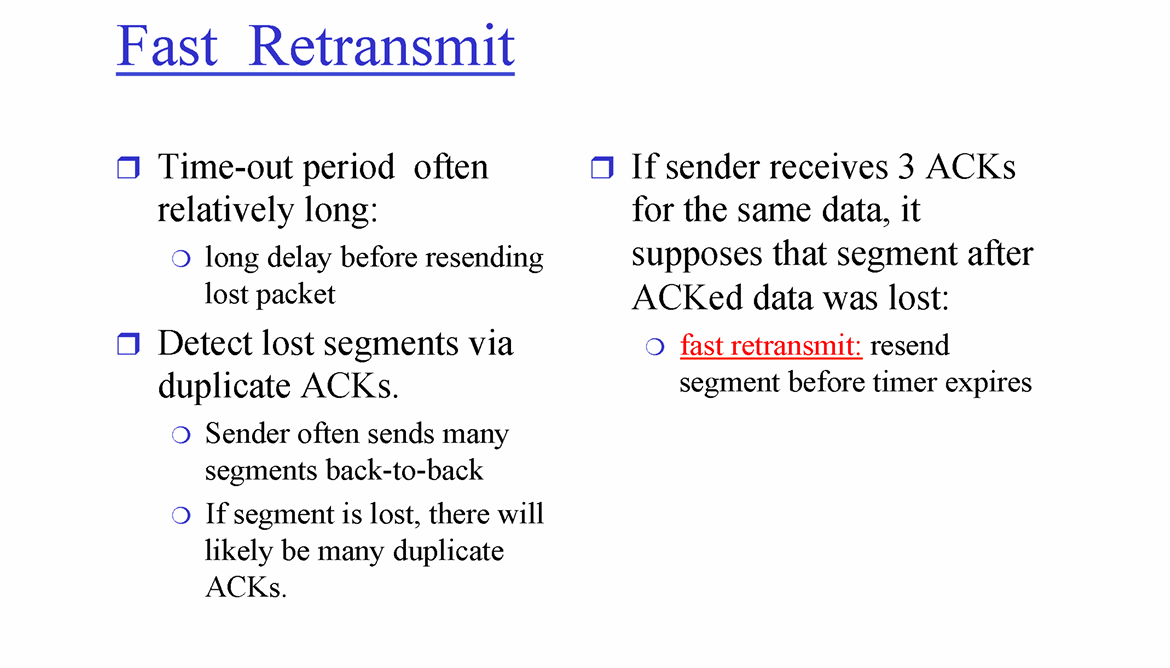 Fast Retransmit
Time-out period often
relatively long:
long delay before resending
lost packet
Detect lost segments via
duplicate ACKs.
Sender often sends many
segments back-to-back
If segment is lost, there will
likely be many duplicate
ACKs.
If sender receives 3 ACKs
for the same data, it
supposes that segment after
ACKed data was lost:
fast retransmit: resend
segment before timer expires